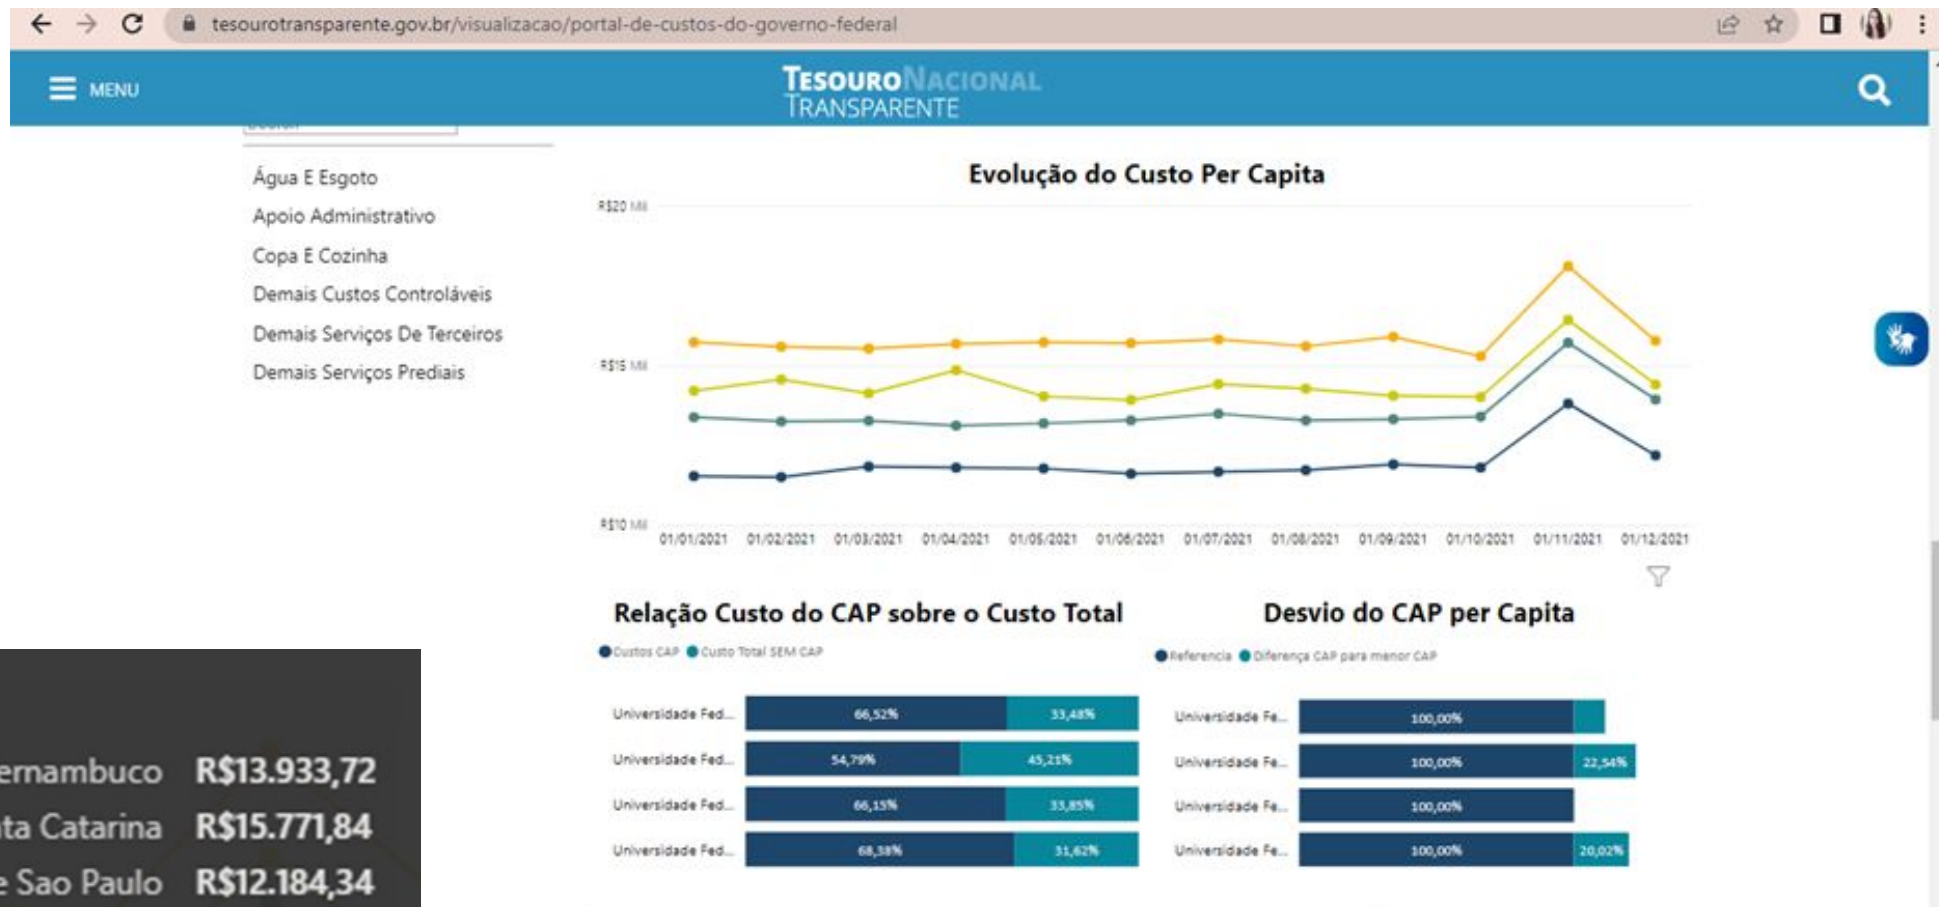 tesourotransparente.gov.br/visualizacao/portal-de-custos-do-governo-federal
MENU
TESOURO NACIONAL
TRANSPARENTE
Água E Esgoto
Apoio Administrativo
Copa E Cozinha
Demais Custos Controláveis
Demais Serviços De Terceiros
Demais Serviços Prediais
Evolução do Custo Per Capita
R$20 Mil
R$15 Mil
R$10 Mil
01/01/2021 01/02/2021 01/03/2021 01/04/2021 01/05/2021 01/06/2021 01/07/2021 01/08/2021 01/09/2021 01/10/2021 01/11/2021 01/12/2021
Relação Custo do CAP sobre o Custo Total
Custos CAP Custo Total SEM CAP
Universidade Fed... 66,52% 33,48%
Universidade Fed... 54,79% 45,21%
Universidade Fed... 66,15% 33,85%
Universidade Fed... 68,38% 31,62%
Desvio do CAP per Capita
Referencia Diferença CAP para menor CAP
Universidade Fe... 100,00%
Universidade Fe... 100,00% 22,54%
Universidade Fe... 100,00%
Universidade Fe... 100,00% 20,02%
ernambuco R$13.933,72
ta Catarina R$15.771,84
e Sao Paulo R$12.184,34